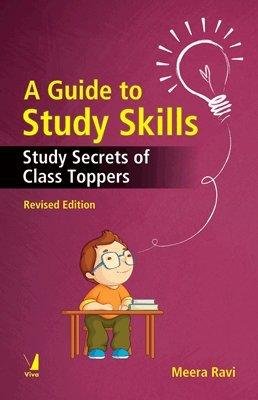 A Guide to
Study Skills
Study Secrets of
Class Toppers
Revised Edition
Viva
Meera Ravi